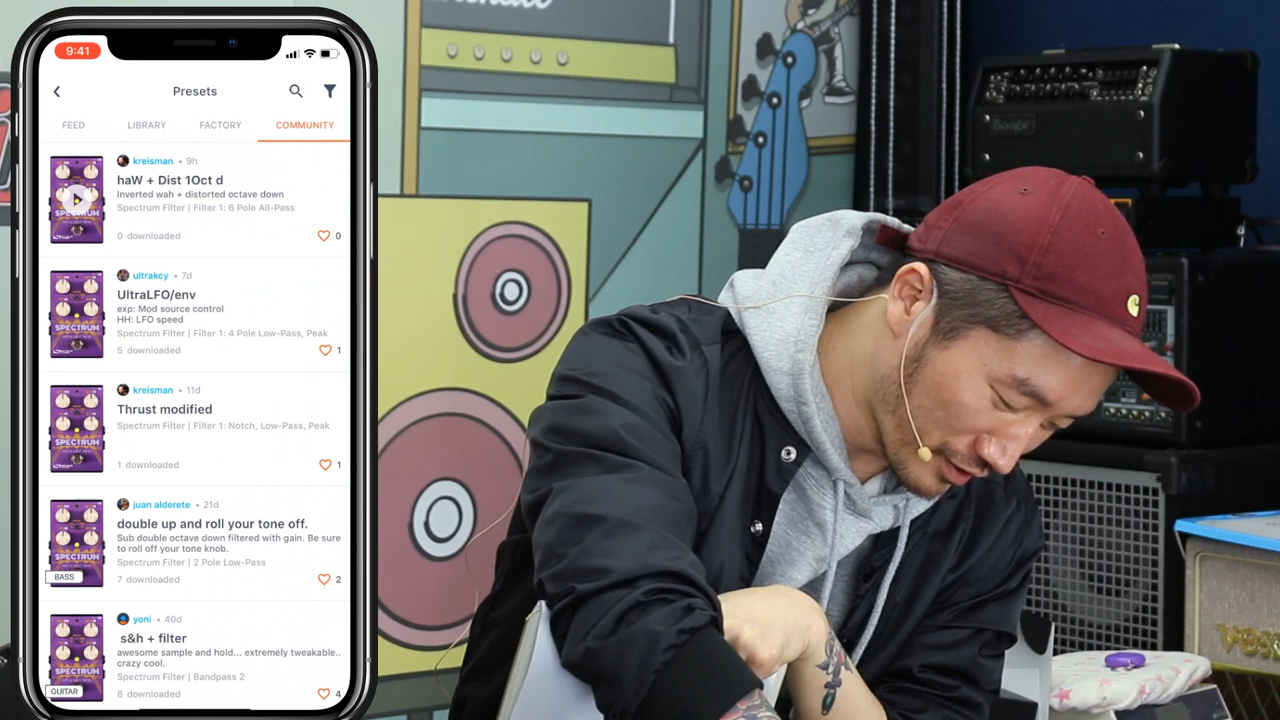 9:41
Presets
FEED
LIBRARY
FACTORY
COMMUNITY
kreisman • 9h
haW + Dist 1Oct d
Inverted wah + distorted octave down
Spectrum Filter | Filter 1: 6 Pole All-Pass
0 downloaded
0
SPECTRUM
ultrakcy • 7d
UltraLFO/env
exp: Mod source control
HH: LFO speed
Spectrum Filter | Filter 1: 4 Pole Low-Pass, Peak
5 downloaded
1
SPECTRUM
kreisman • 11d
Thrust modified
Spectrum Filter | Filter 1: Notch, Low-Pass, Peak
1 downloaded
1
SPECTRUM
juan alderete • 21d
double up and roll your tone off.
Sub double octave down filtered with gain. Be sure
to roll off your tone knob.
Spectrum Filter | 2 Pole Low-Pass
7 downloaded
2
SPECTRUM
BASS
yoni • 40d
s&h + filter
awesome sample and hold... extremely tweakable..
crazy cool.
Spectrum Filter | Bandpass 2
8 downloaded
4
SPECTRUM
GUITAR
Boogie
VOX